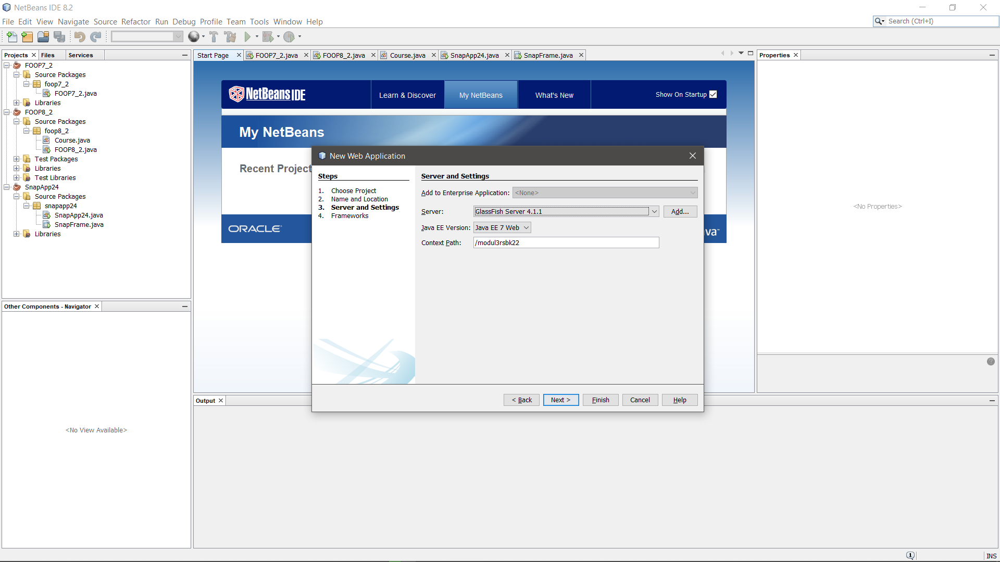 NetBeans IDE 8.2
File Edit View Navigate Source Refactor Run Debug Profile Team Tools Window Help
Search (Ctrl+I)
Projects Files Services
FOOP7_2
Source Packages
foop7_2
FOOP7_2.java
Libraries
FOOP8_2
Source Packages
foop8_2
Course.java
FOOP8_2.java
Test Packages
Libraries
Test Libraries
SnapApp24
Source Packages
snapapp24
SnapApp24.java
SnapFrame.java
Libraries
Other Components - Navigator
<No View Available>
Start Page FOOP7_2.java FOOP8_2.java Course.java SnapApp24.java SnapFrame.java
NetBeans IDE
Learn & Discover My NetBeans What's New Show On Startup
My NetBeans
Recent Project
ORACLE
New Web Application
Steps
1. Choose Project
2. Name and Location
3. Server and Settings
4. Frameworks
Server and Settings
Add to Enterprise Application: <None>
Server: GlassFish Server 4.1.1 Add...
Java EE Version: Java EE 7 Web
Context Path: /modul3rsbk22
< Back Next > Finish Cancel Help
Properties
<No Properties>
?
Output
1
INS